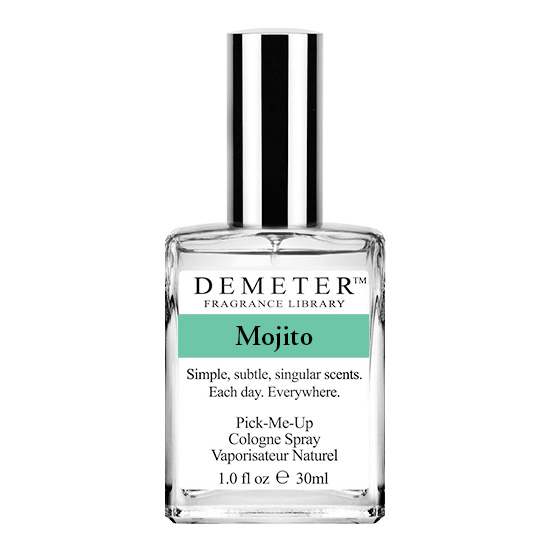 DEMETER™
FRAGRANCE LIBRARY
Mojito
Simple, subtle, singular scents.
Each day. Everywhere.
Pick-Me-Up
Cologne Spray
Vaporisateur Naturel
1.0 fl oz ℮ 30ml